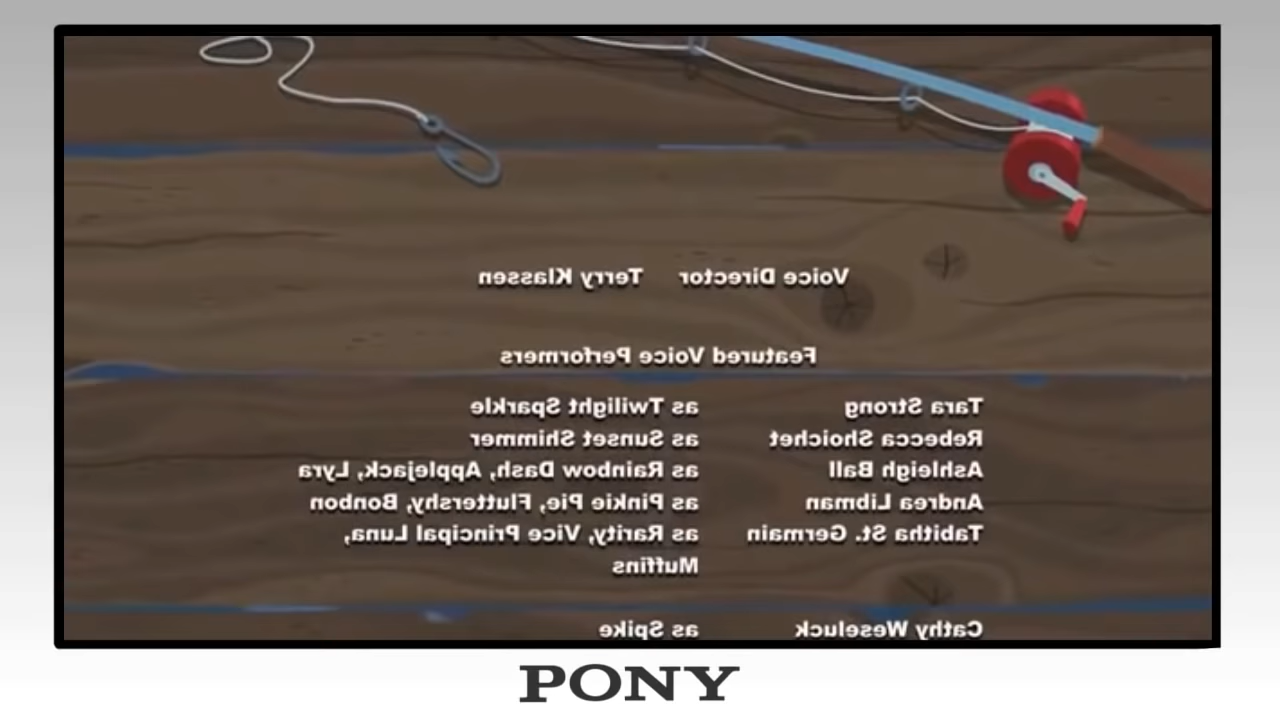 Voice Director Terry Klassen
Featured Voice Performers
Tara Strong as Twilight Sparkle
Rebecca Shoichet as Sunset Shimmer
Ashleigh Ball as Rainbow Dash, Applejack, Lyra
Andrea Libman as Pinkie Pie, Fluttershy, Bonbon
Tabitha St. Germain as Rarity, Vice Principal Luna,
Muffins
Cathy Weseluck as Spike
PONY